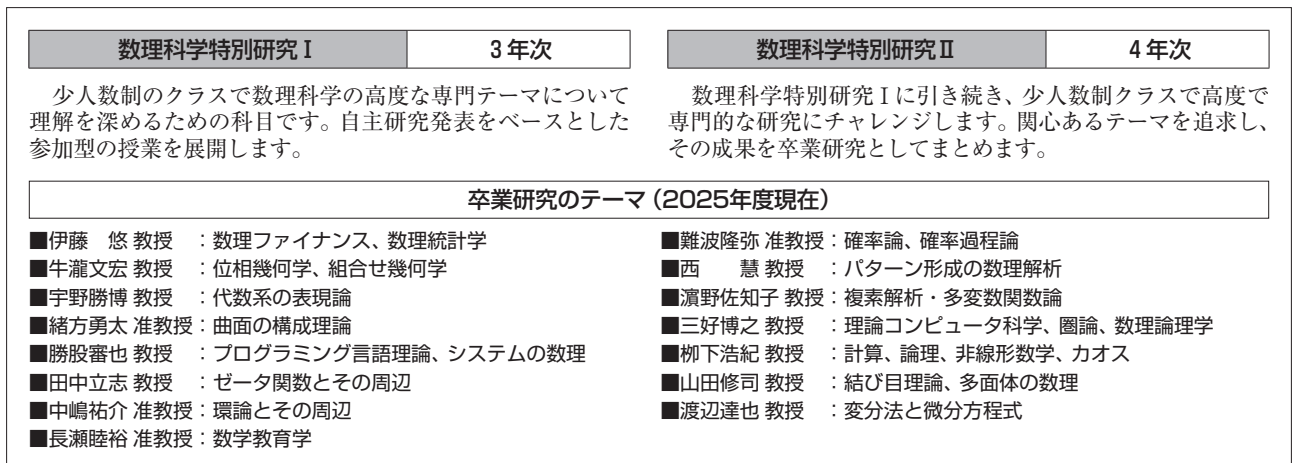 数理科学特別研究Ⅰ 3年次
少人数制のクラスで数理科学の高度な専門テーマについて
理解を深めるための科目です。自主研究発表をベースとした
参加型の授業を展開します。
数理科学特別研究Ⅱ 4年次
数理科学特別研究Ⅰに引き続き、少人数制クラスで高度で
専門的な研究にチャレンジします。関心あるテーマを追求し、
その成果を卒業研究としてまとめます。
卒業研究のテーマ（2025年度現在）
■伊藤　悠 教授　：数理ファイナンス、数理統計学
■牛瀧文宏 教授　：位相幾何学、組合せ幾何学
■宇野勝博 教授　：代数系の表現論
■緒方勇太 准教授：曲面の構成理論
■勝股審也 教授　：プログラミング言語理論、システムの数理
■田中立志 教授　：ゼータ関数とその周辺
■中嶋祐介 准教授：環論とその周辺
■長瀬睦裕 准教授：数学教育学
■難波隆弥 准教授：確率論、確率過程論
■西　　慧 教授　：パターン形成の数理解析
■濵野佐知子 教授：複素解析・多変数関数論
■三好博之 教授　：理論コンピュータ科学、圏論、数理論理学
■栁下浩紀 教授　：計算、論理、非線形数学、カオス
■山田修司 教授　：結び目理論、多面体の数理
■渡辺達也 教授　：変分法と微分方程式